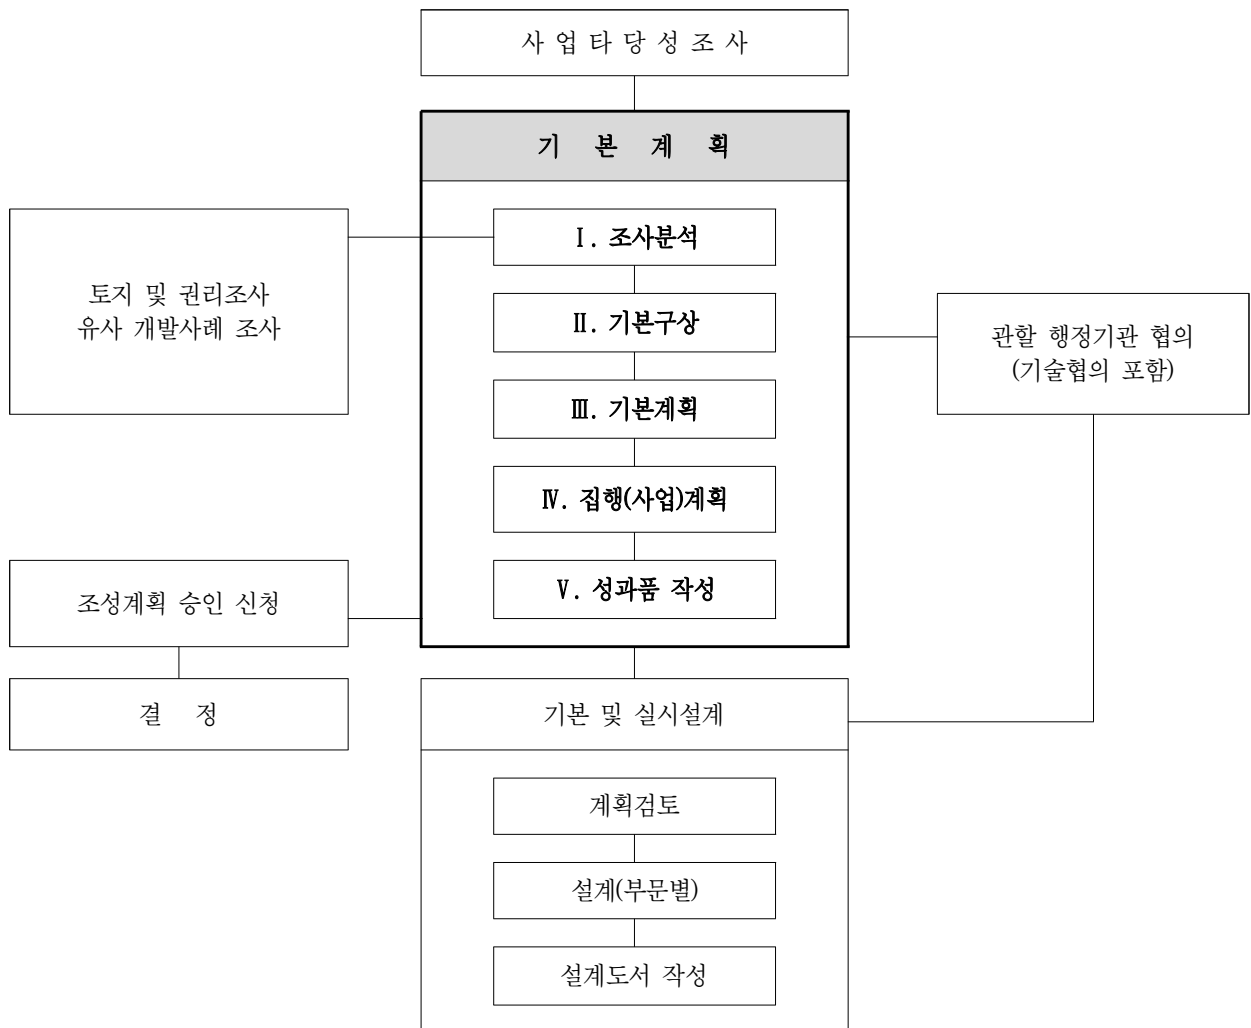 사 업 타 당 성 조 사
기 본 계 획
Ⅰ. 조사분석
토지 및 권리조사
유사 개발사례 조사
Ⅱ. 기본구상
관할 행정기관 협의
(기술협의 포함)
Ⅲ. 기본계획
Ⅳ. 집행(사업)계획
Ⅴ. 성과품 작성
조성계획 승인 신청
결 정
기본 및 실시설계
계획검토
설계(부문별)
설계도서 작성